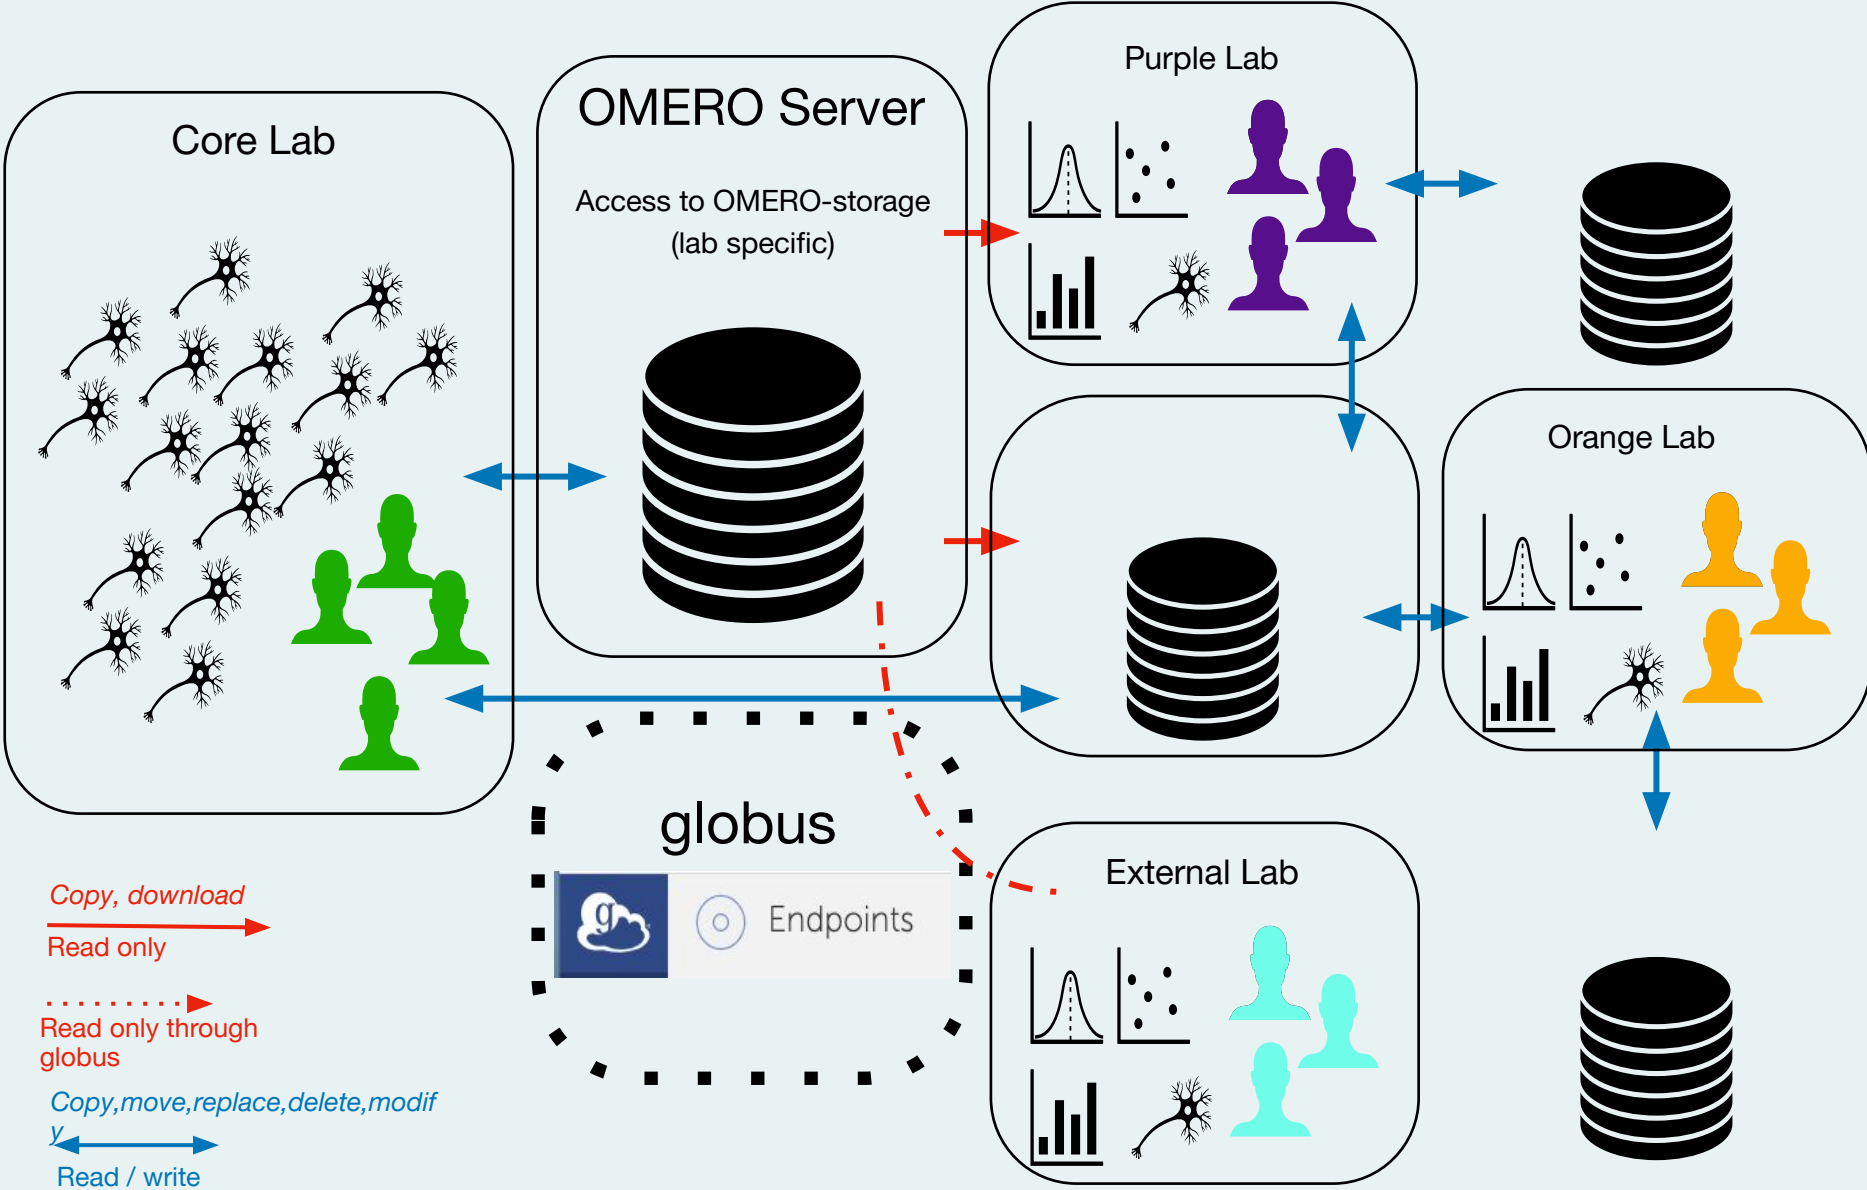 Purple Lab
OMERO Server
Core Lab
Access to OMERO-storage
(lab specific)
Orange Lab
globus
External Lab
g
Endpoints
Copy, download
Read only
Read only through
globus
Copy,move,replace,delete,modif
y
Read / write